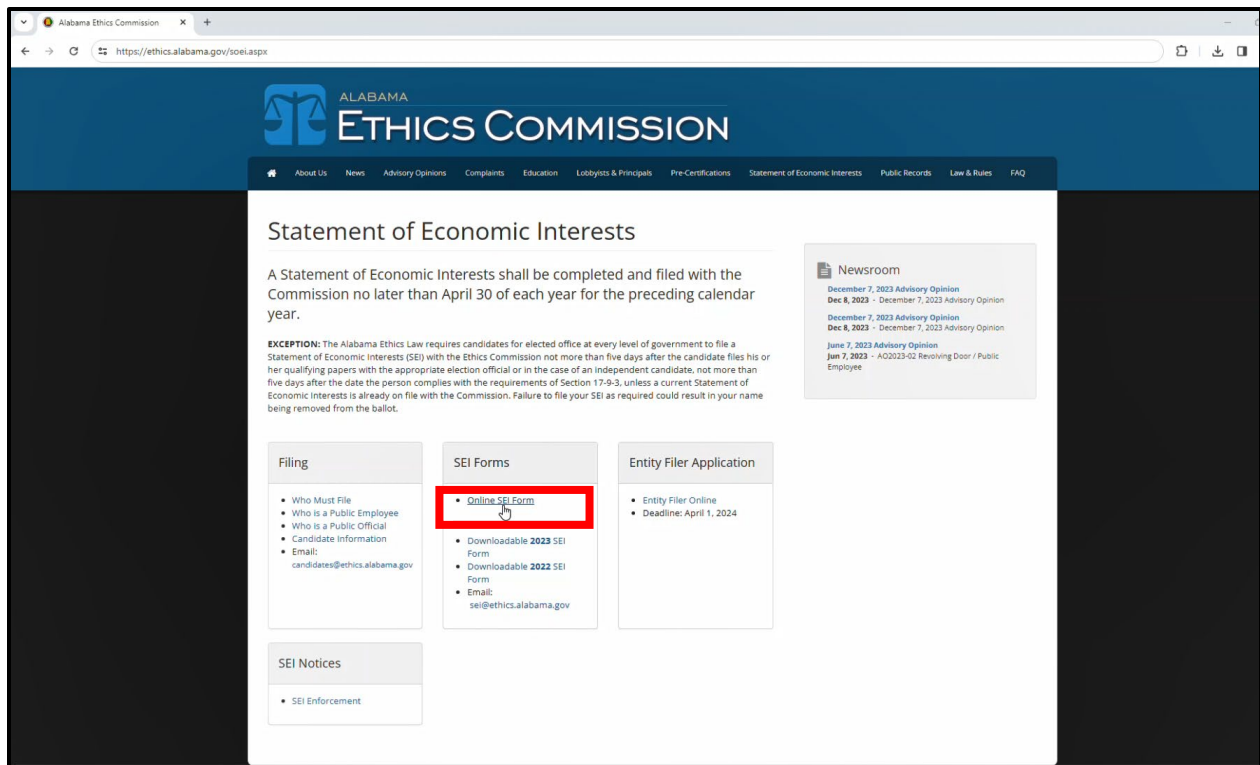 Alabama Ethics Commission
https://ethics.alabama.gov/soei.aspx
ALABAMA
ETHICS COMMISSION
About Us News Advisory Opinions Complaints Education Lobbyists & Principals Pre-Certifications Statement of Economic Interests Public Records Law & Rules FAQ
Statement of Economic Interests
A Statement of Economic Interests shall be completed and filed with the
Commission no later than April 30 of each year for the preceding calendar
year.
EXCEPTION: The Alabama Ethics Law requires candidates for elected office at every level of government to file a
Statement of Economic Interests (SEI) with the Ethics Commission not more than five days after the candidate files his or
her qualifying papers with the appropriate election official or in the case of an independent candidate, not more than
five days after the date the person complies with the requirements of Section 17-9-3, unless a current Statement of
Economic Interests is already on file with the Commission. Failure to file your SEI as required could result in your name
being removed from the ballot.
Newsroom
December 7, 2023 Advisory Opinion
Dec 8, 2023 - December 7, 2023 Advisory Opinion
December 7, 2023 Advisory Opinion
Dec 8, 2023 - December 7, 2023 Advisory Opinion
June 7, 2023 Advisory Opinion
Jun 7, 2023 - AO2023-02 Revolving Door / Public
Employee
Filing
Who Must File
Who is a Public Employee
Who is a Public Official
Candidate Information
Email:
candidates@ethics.alabama.gov
SEI Forms
Online SEI Form
Downloadable 2023 SEI
Form
Downloadable 2022 SEI
Form
Email:
sei@ethics.alabama.gov
Entity Filer Application
Entity Filer Online
Deadline: April 1, 2024
SEI Notices
SEI Enforcement